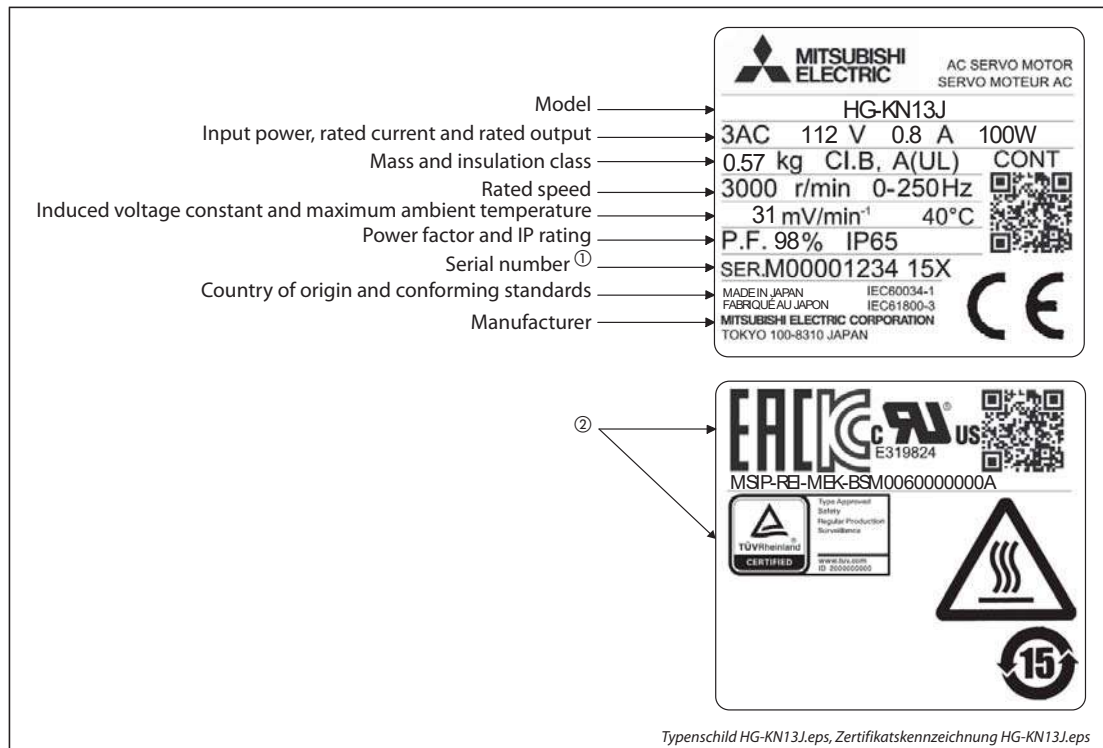 Model
Input power, rated current and rated output
Mass and insulation class
Rated speed
Induced voltage constant and maximum ambient temperature
Power factor and IP rating
Serial number ①
Country of origin and conforming standards
Manufacturer
MITSUBISHI
ELECTRIC
AC SERVO MOTOR
SERVO MOTEUR AC
HG-KN13J
3AC 112 V 0.8 A 100W
0.57 kg Cl.B, A(UL) CONT
3000 r/min 0-250Hz
31 mV/min⁻¹ 40°C
P.F. 98% IP65
SER.M00001234 15X
MADE IN JAPAN IEC60034-1
FABRIQUÉ AU JAPON IEC61800-3
MITSUBISHI ELECTRIC CORPORATION
TOKYO 100-8310 JAPAN
CE
②
EAC KC c RU ® US
E319824
MSIP-REI-MEK-BSM0060000000A
TÜVRheinland ®
CERTIFIED
Type Approved
Safety
Regular Production
Surveillance
www.tuv.com
ID 2000000000
15
Typenschild HG-KN13J.eps, Zertifikatskennzeichnung HG-KN13J.eps